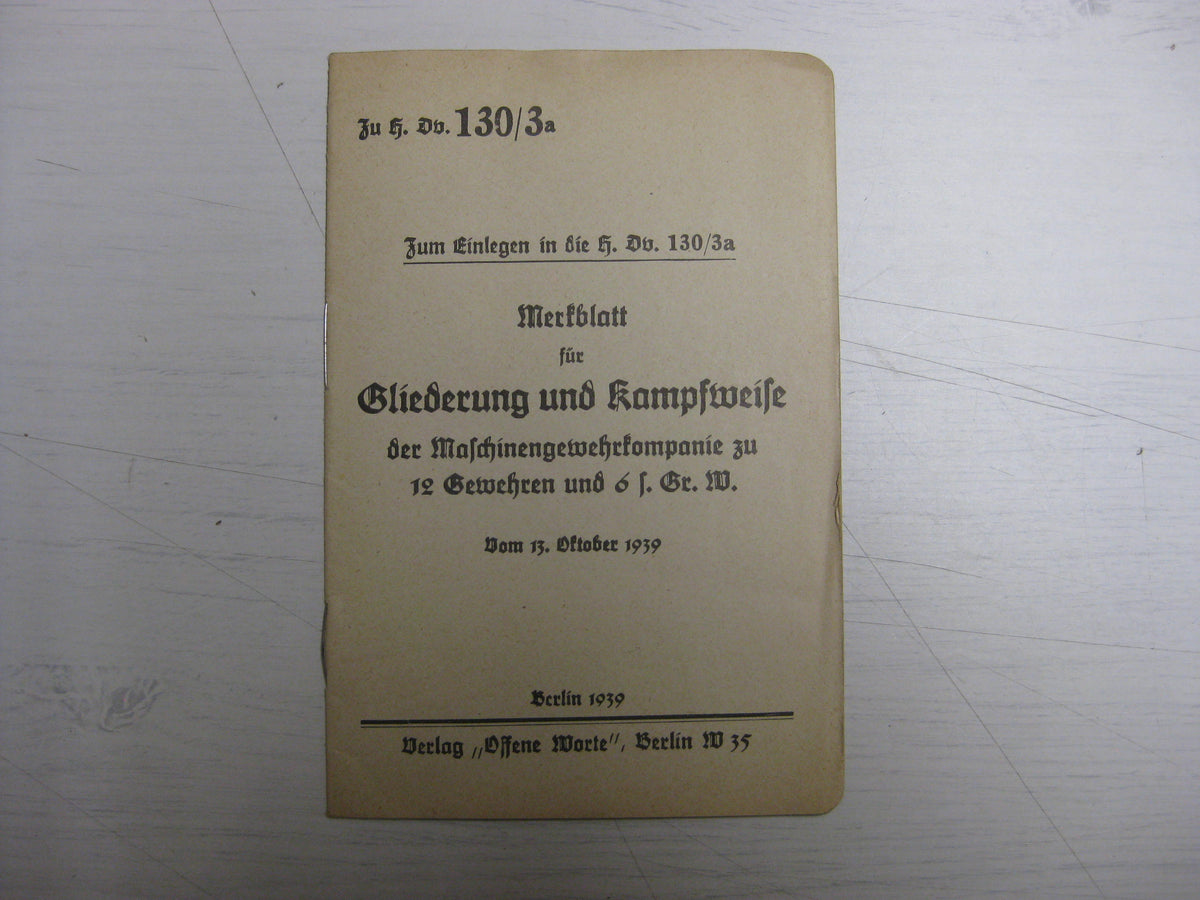 Zu H. Dv. 130/3a
Zum Einlegen in die H. Dv. 130/3a
Merkblatt
für
Gliederung und Kampfweise
der Maschinengewehrkompanie zu
12 Gewehren und 6 s. Gr. W.
Vom 13. Oktober 1939
Berlin 1939
Verlag „Offene Worte“, Berlin W 35